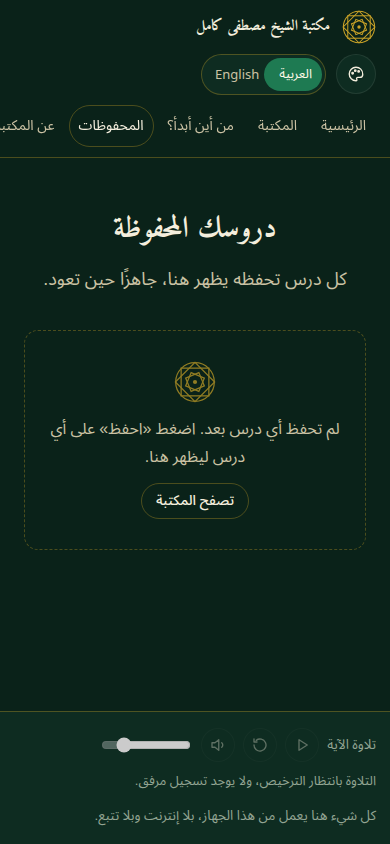 مكتبة الشيخ مصطفى كامل
العربية English
الرئيسية المكتبة من أين أبدأ؟ المحفوظات عن المكتب
دروسك المحفوظة
كل درس تحفظه يظهر هنا، جاهزًا حين تعود.
لم تحفظ أي درس بعد. اضغط «احفظ» على أي
درس ليظهر هنا.
تصفح المكتبة
تلاوة الآية
التلاوة بانتظار الترخيص، ولا يوجد تسجيل مرفق.
كل شيء هنا يعمل من هذا الجهاز، بلا إنترنت وبلا تتبع.